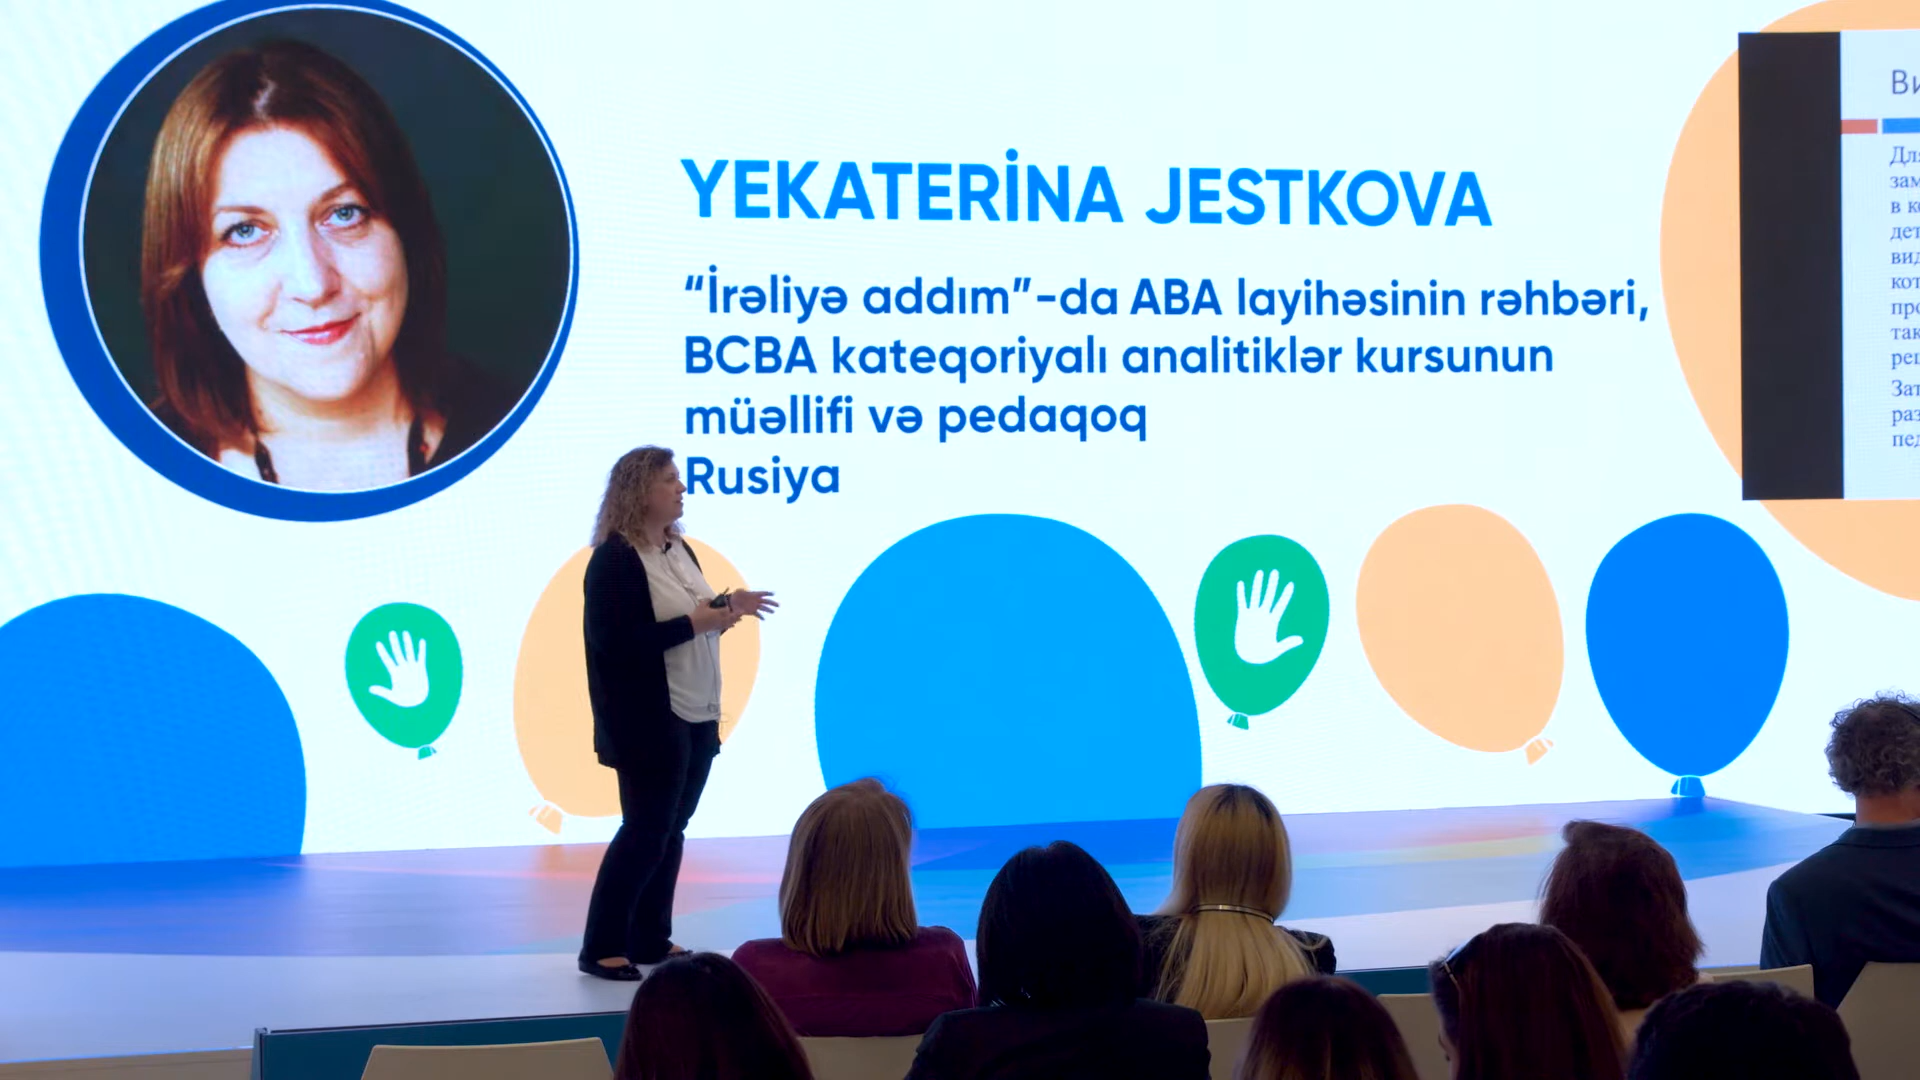 YEKATERİNA JESTKOVA
“İrəliyə addım”-da ABA layihəsinin rəhbəri,
BCBA kateqoriyalı analitiklər kursunun
müəllifi və pedaqoq
Rusiya
в